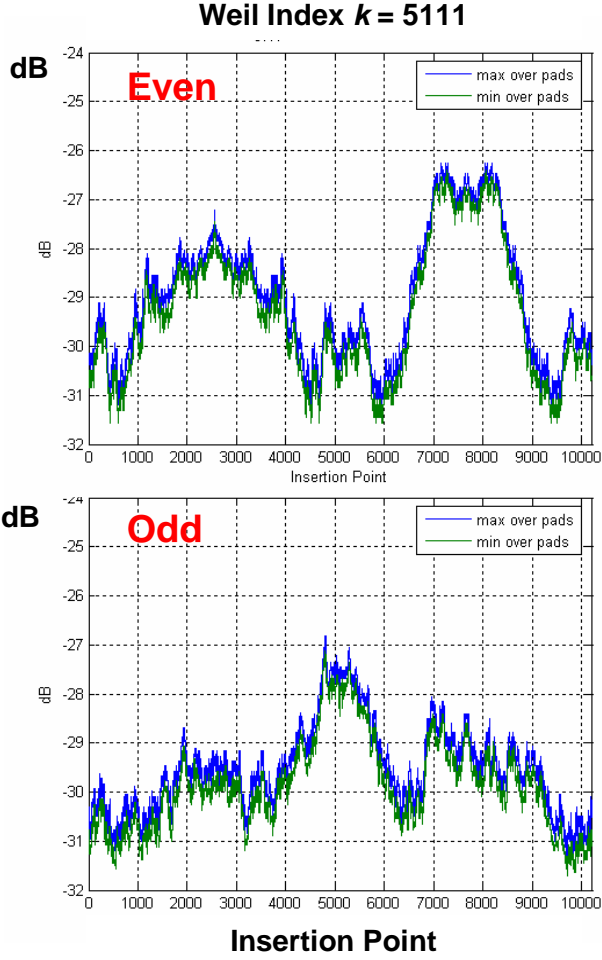 Weil Index k = 5111
dB
Even
max over pads
min over pads
-24
-25
-26
-27
-28
-29
-30
-31
-32
dB
0 1000 2000 3000 4000 5000 6000 7000 8000 9000 10000
Insertion Point
dB
Odd
max over pads
min over pads
-24
-25
-26
-27
-28
-29
-30
-31
-32
dB
0 1000 2000 3000 4000 5000 6000 7000 8000 9000 10000
Insertion Point